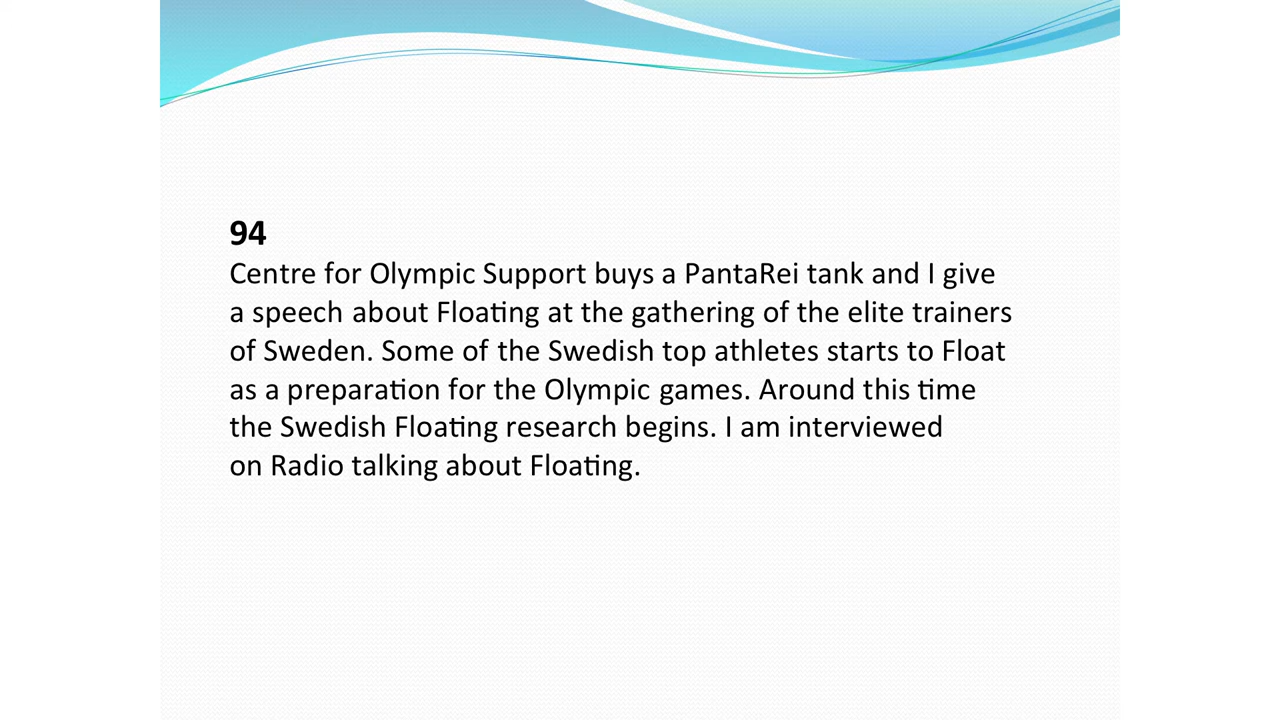 94
Centre for Olympic Support buys a PantaRei tank and I give
a speech about Floating at the gathering of the elite trainers
of Sweden. Some of the Swedish top athletes starts to Float
as a preparation for the Olympic games. Around this time
the Swedish Floating research begins. I am interviewed
on Radio talking about Floating.